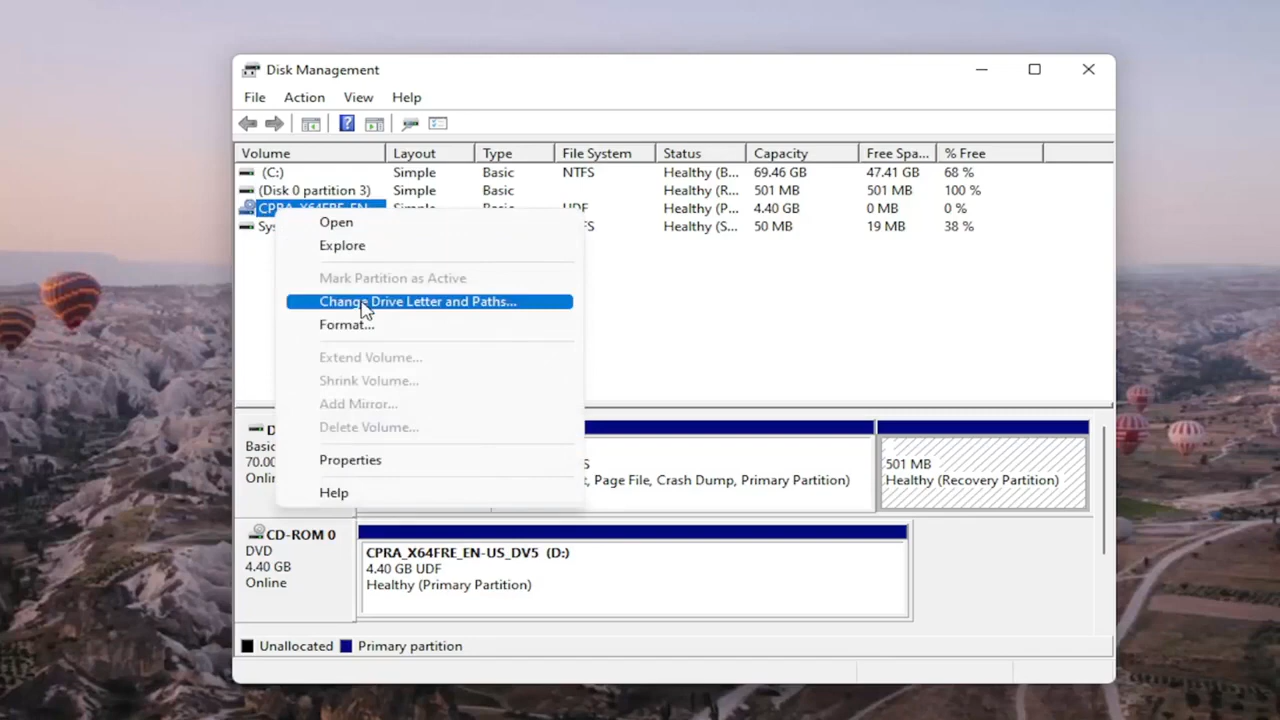 Disk Management
File Action View Help
Volume Layout Type File System Status Capacity Free Spa... % Free
(C:) Simple Basic NTFS Healthy (B... 69.46 GB 47.41 GB 68 %
(Disk 0 partition 3) Simple Basic Healthy (R... 501 MB 501 MB 100 %
CPRA_X64FRE_EN- Simple Basic UDF Healthy (P... 4.40 GB 0 MB 0 %
Healthy (S... 50 MB 19 MB 38 %
Open
Explore
Mark Partition as Active
Change Drive Letter and Paths...
Format...
Extend Volume...
Shrink Volume...
Add Mirror...
Delete Volume...
Properties
Help
Basic
70.00
Online
, Page File, Crash Dump, Primary Partition)
501 MB
Healthy (Recovery Partition)
CD-ROM 0
DVD
4.40 GB
Online
CPRA_X64FRE_EN-US_DV5 (D:)
4.40 GB UDF
Healthy (Primary Partition)
Unallocated Primary partition